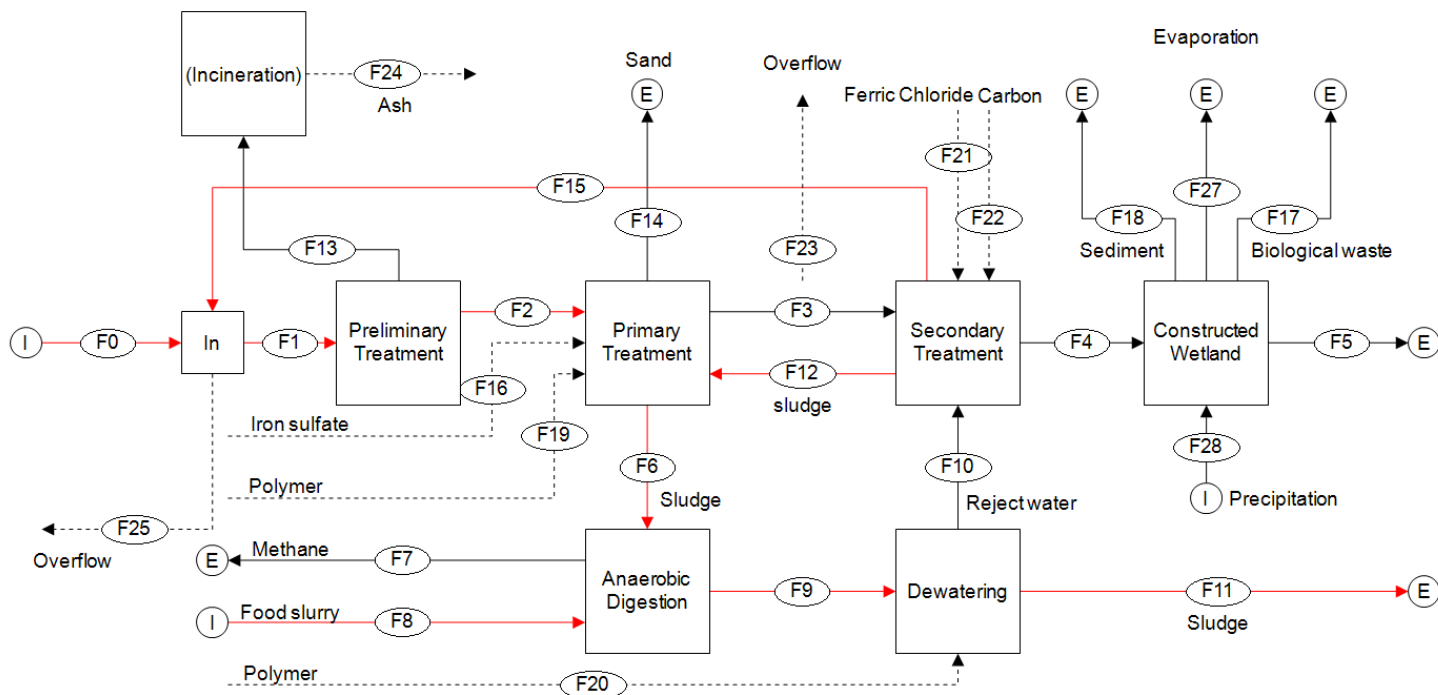 Evaporation
Sand
Overflow
(Incineration)
F24
Ash
E
Ferric Chloride
Carbon
E
E
E
F21
F15
F14
F22
F18
F27
F17
F13
F23
Sediment
Biological waste
I
F0
In
F1
Preliminary
Treatment
F2
Primary
Treatment
F3
Secondary
Treatment
F4
Constructed
Wetland
F5
E
F12
sludge
F16
Iron sulfate
F19
F6
F10
F28
Polymer
Sludge
Reject water
I
Precipitation
F25
Overflow
E
Methane
F7
Anaerobic
Digestion
F9
Dewatering
F11
E
I
Food slurry
F8
Sludge
Polymer
F20